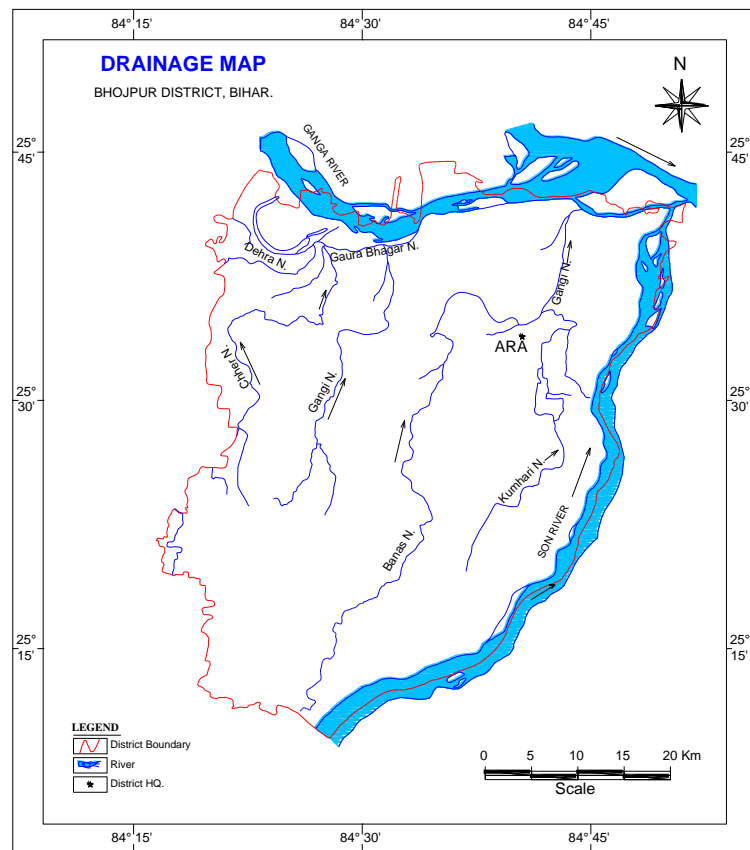 84° 15'
84° 30'
84° 45'
DRAINAGE MAP
BHOJPUR DISTRICT, BIHAR.
N
25°
45'
25°
45'
GANGA RIVER
Dehra N.
Gaura Bhagar N.
Gangi N.
ARA
Chher N.
Gangi N.
25°
30'
25°
30'
Kumhari N.
SON RIVER
Banas N.
25°
15'
25°
15'
LEGEND
District Boundary
River
District HQ.
0 5 10 15 20 Km
Scale
84° 15'
84° 30'
84° 45'